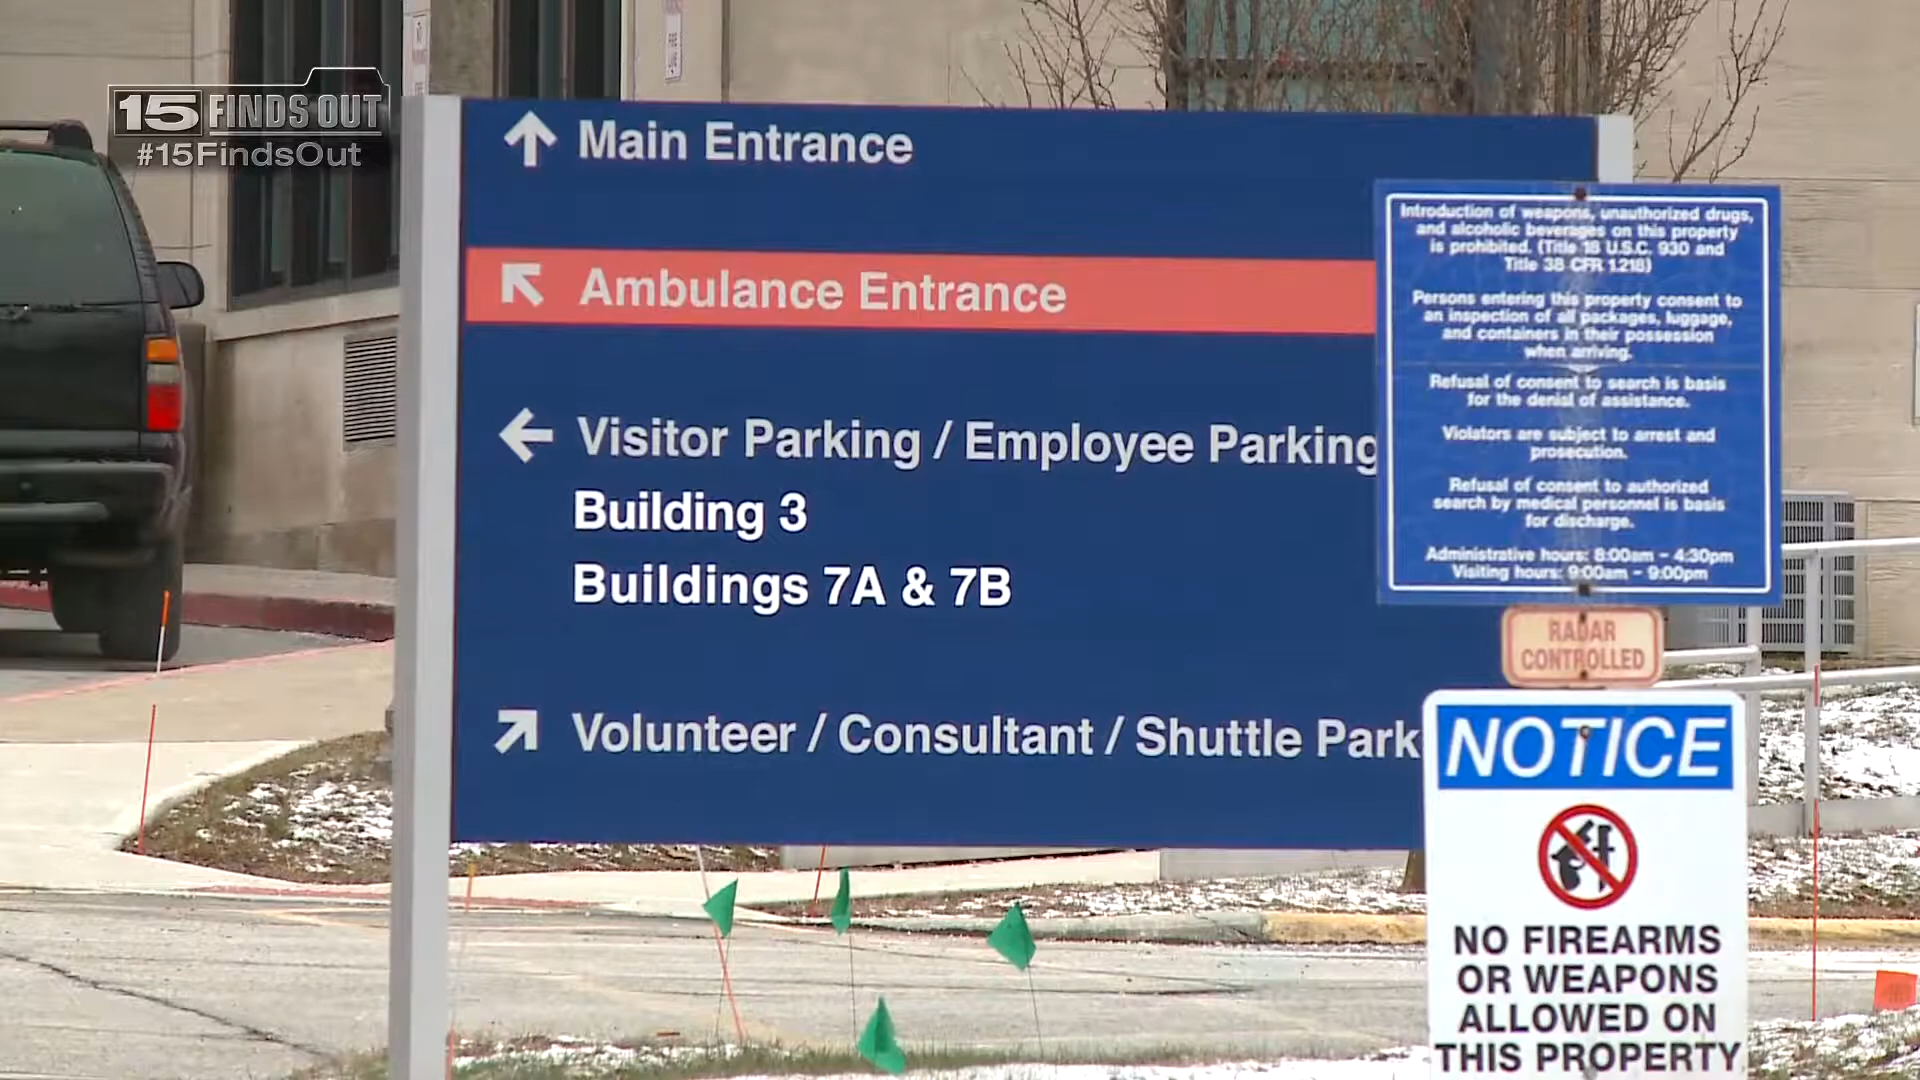 15 FINDS OUT
#15FindsOut
Main Entrance
Ambulance Entrance
Visitor Parking / Employee Parking
Building 3
Buildings 7A & 7B
Volunteer / Consultant / Shuttle Park
Introduction of weapons, unauthorized drugs,
and alcoholic beverages on this property
is prohibited. (Title 18 U.S.C. 930 and
Title 38 CFR 1.218)
Persons entering this property consent to
an inspection of all packages, luggage,
and containers in their possession
when arriving.
Refusal of consent to search is basis
for the denial of assistance.
Violators are subject to arrest and
prosecution.
Refusal of consent to authorized
search by medical personnel is basis
for discharge.
Administrative hours: 8:00am - 4:30pm
Visiting hours: 9:00am - 9:00pm
RADAR
CONTROLLED
NOTICE
NO FIREARMS
OR WEAPONS
ALLOWED ON
THIS PROPERTY